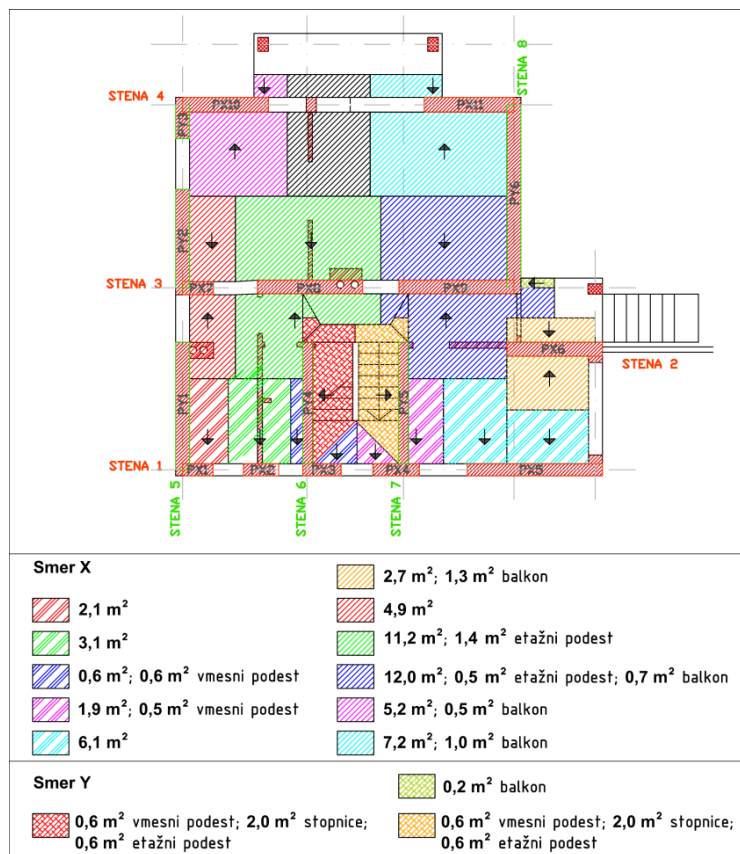 STENA 8
STENA 4
PX10
PX11
PY3
PY2
PY6
STENA 3
PX7
PX8
PX9
PX6
STENA 2
PY1
PY4
PY5
STENA 1
PX1
PX2
PX3
PX4
PX5
STENA 5
STENA 6
STENA 7
Smer X
2,1 m²
3,1 m²
0,6 m²; 0,6 m² vmesni podest
1,9 m²; 0,5 m² vmesni podest
6,1 m²
2,7 m²; 1,3 m² balkon
4,9 m²
11,2 m²; 1,4 m² etažni podest
12,0 m²; 0,5 m² etažni podest; 0,7 m² balkon
5,2 m²; 0,5 m² balkon
7,2 m²; 1,0 m² balkon
Smer Y
0,2 m² balkon
0,6 m² vmesni podest; 2,0 m² stopnice;
0,6 m² etažni podest
0,6 m² vmesni podest; 2,0 m² stopnice;
0,6 m² etažni podest